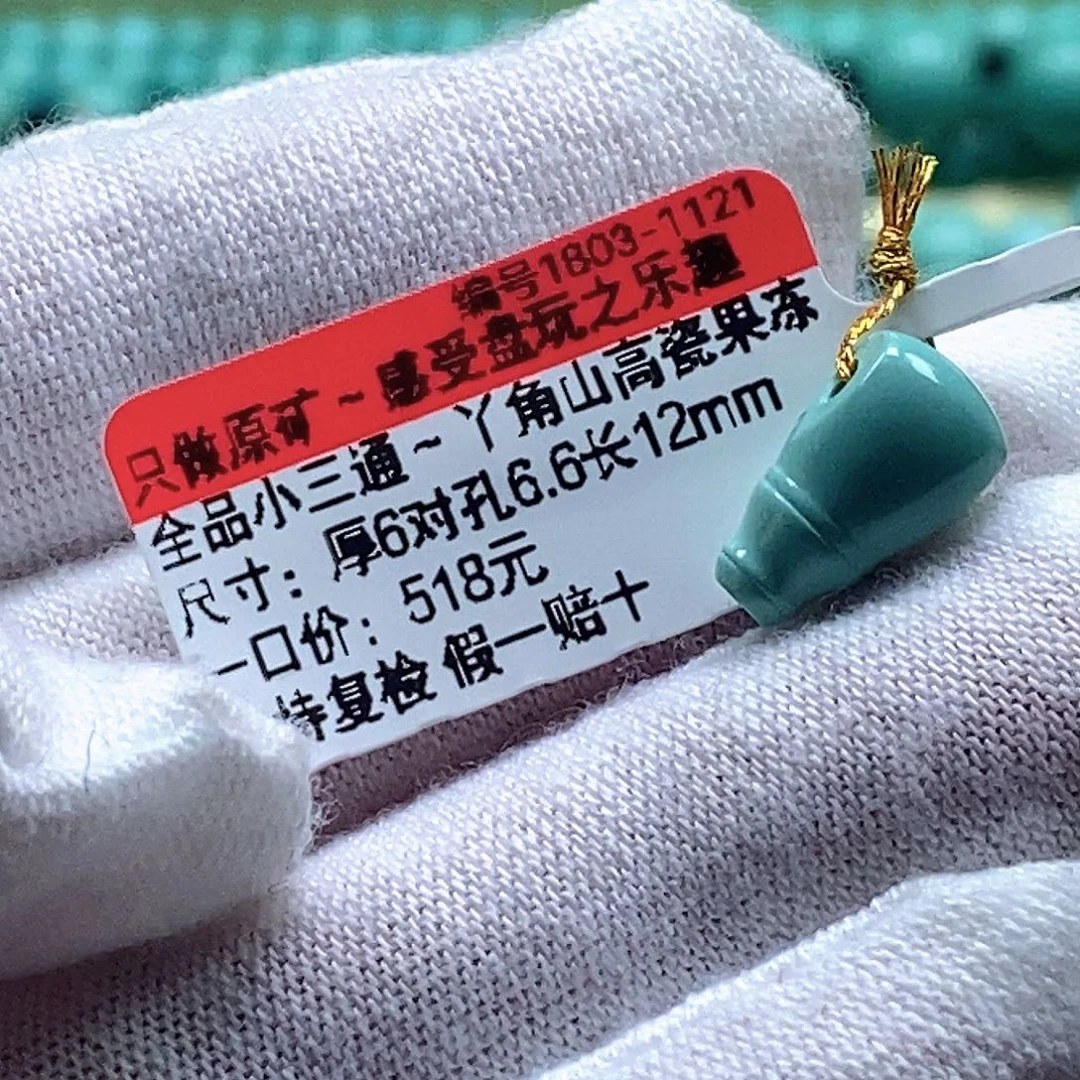 编号1803-1121
只做原矿~感受盘玩之乐趣
全品小三通~丫角山高瓷果冻
尺寸：厚6对孔6.6长12mm
一口价：518元
持复检 假一赔十